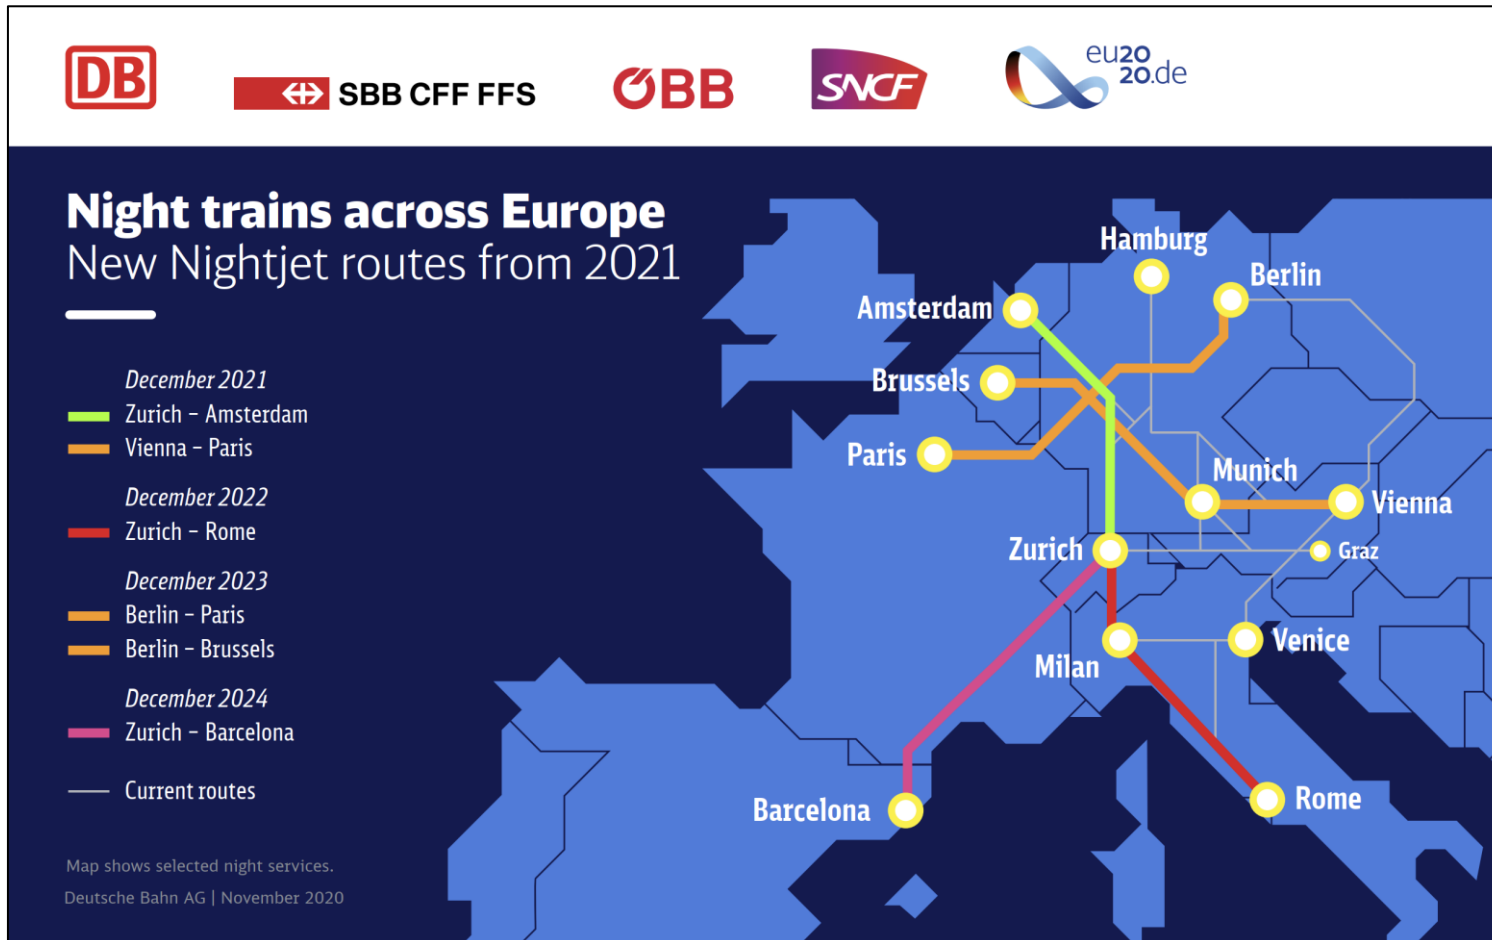 DB
SBB CFF FFS
ÖBB
SNCF
eu20
20.de
Night trains across Europe
New Nightjet routes from 2021
December 2021
Zurich – Amsterdam
Vienna – Paris
December 2022
Zurich – Rome
December 2023
Berlin – Paris
Berlin – Brussels
December 2024
Zurich – Barcelona
Current routes
Map shows selected night services.
Deutsche Bahn AG | November 2020
Hamburg
Berlin
Amsterdam
Brussels
Paris
Munich
Vienna
Zurich
Graz
Milan
Venice
Barcelona
Rome